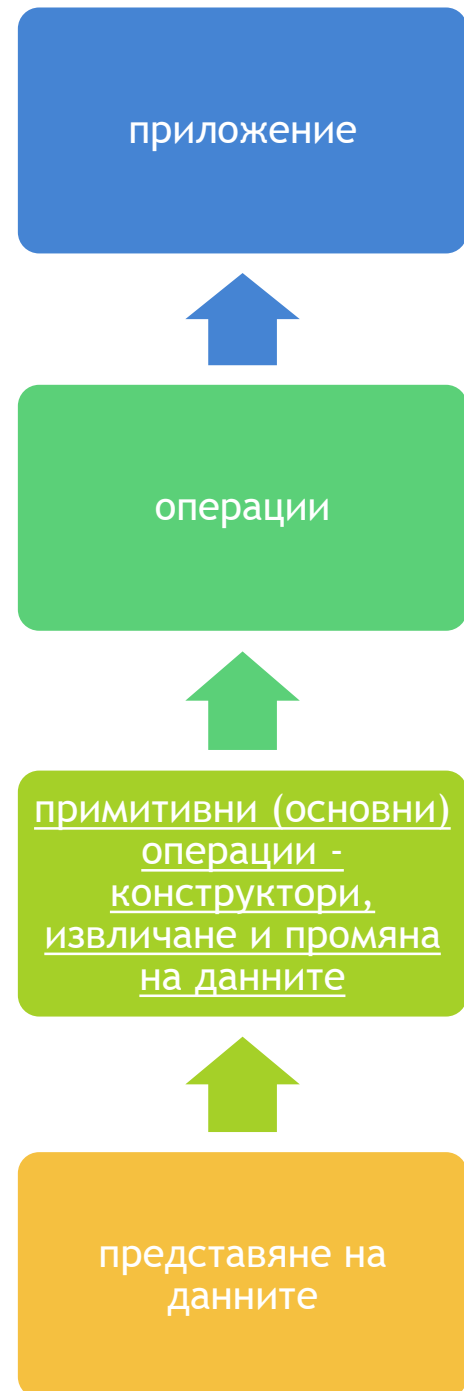 приложение
операции
примитивни (основни)
операции -
конструктори,
извличане и промяна
на данните
представяне на
данните